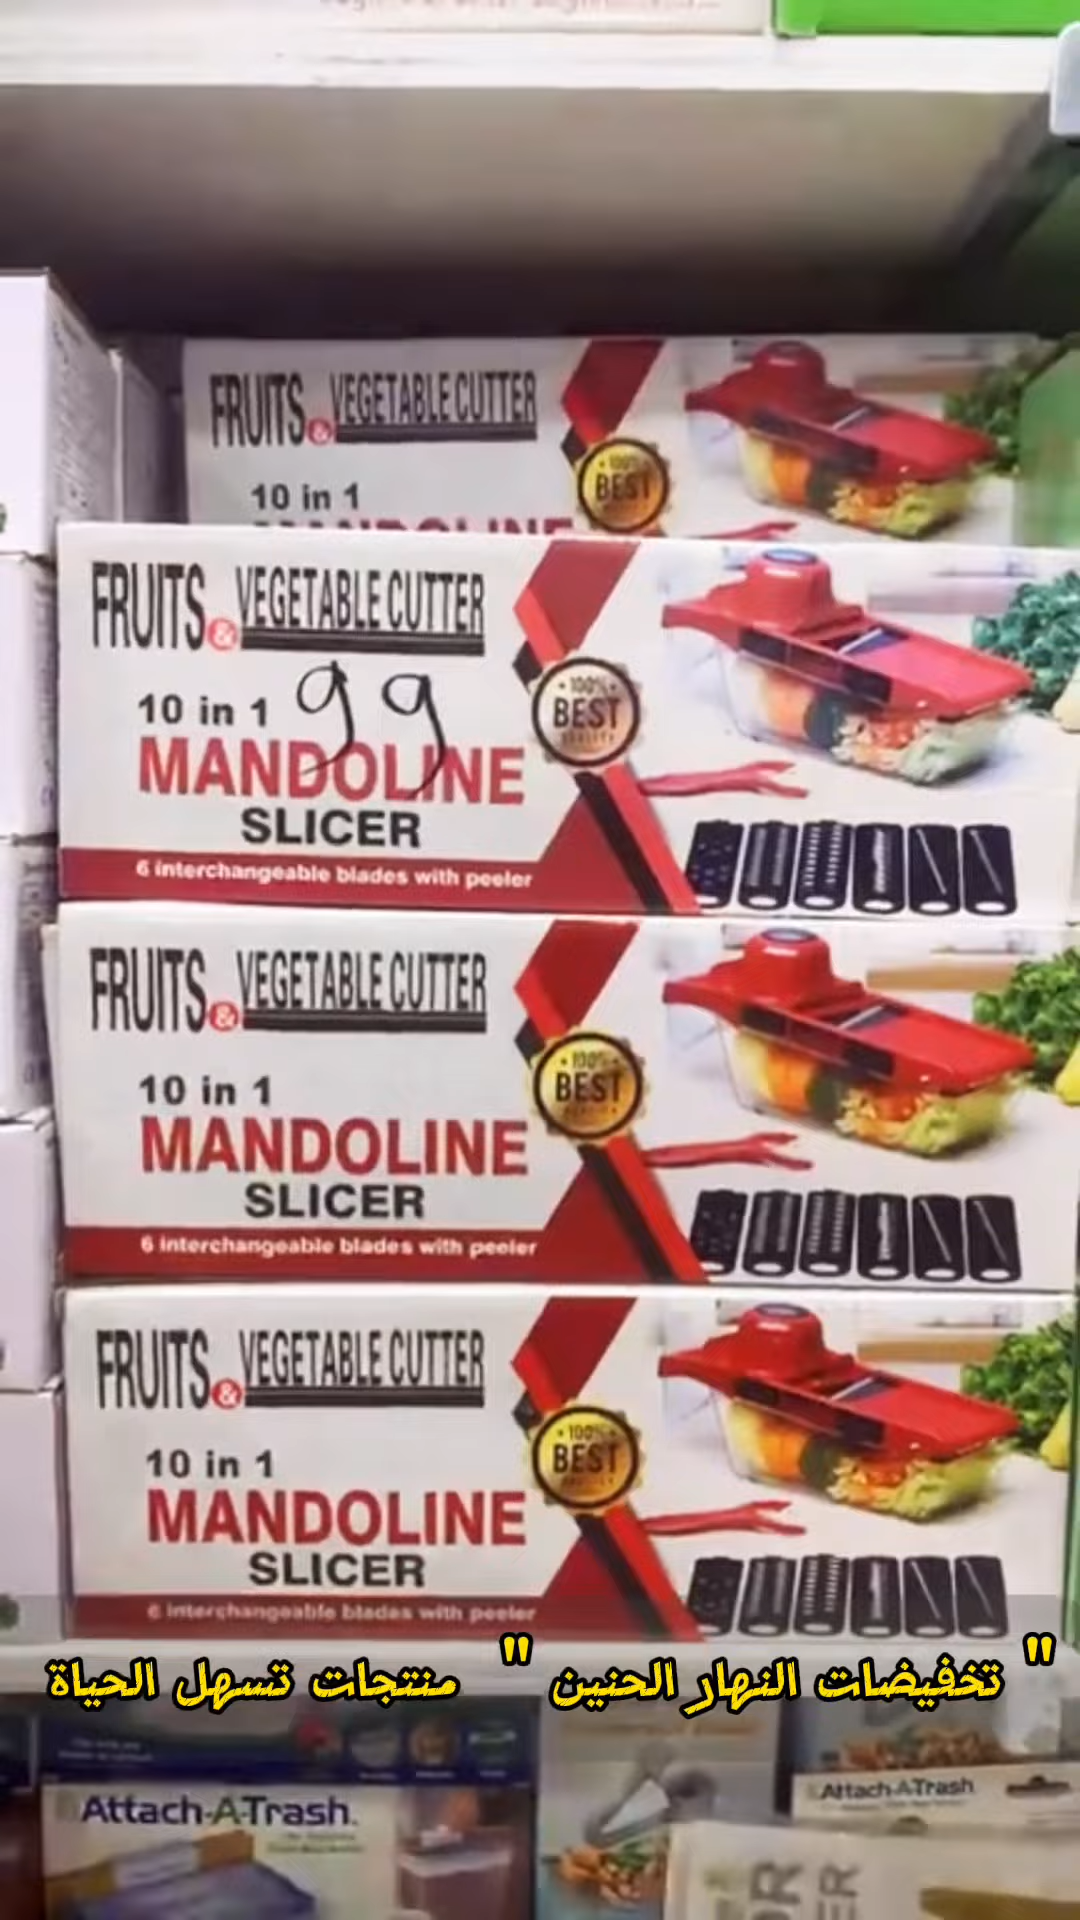 FRUITS & VEGETABLE CUTTER
10 in 1
MANDOLINE
100%
BEST
FRUITS & VEGETABLE CUTTER
10 in 1 99
MANDOLINE
SLICER
6 interchangeable blades with peeler
100%
BEST
QUALITY
FRUITS & VEGETABLE CUTTER
10 in 1
MANDOLINE
SLICER
6 interchangeable blades with peeler
100%
BEST
FRUITS & VEGETABLE CUTTER
10 in 1
MANDOLINE
SLICER
6 interchangeable blades with peeler
100%
BEST
" تخفيضات النهار الحنين " منتجات تسهل الحياة
Attach-A-Trash
Attach-A-Trash